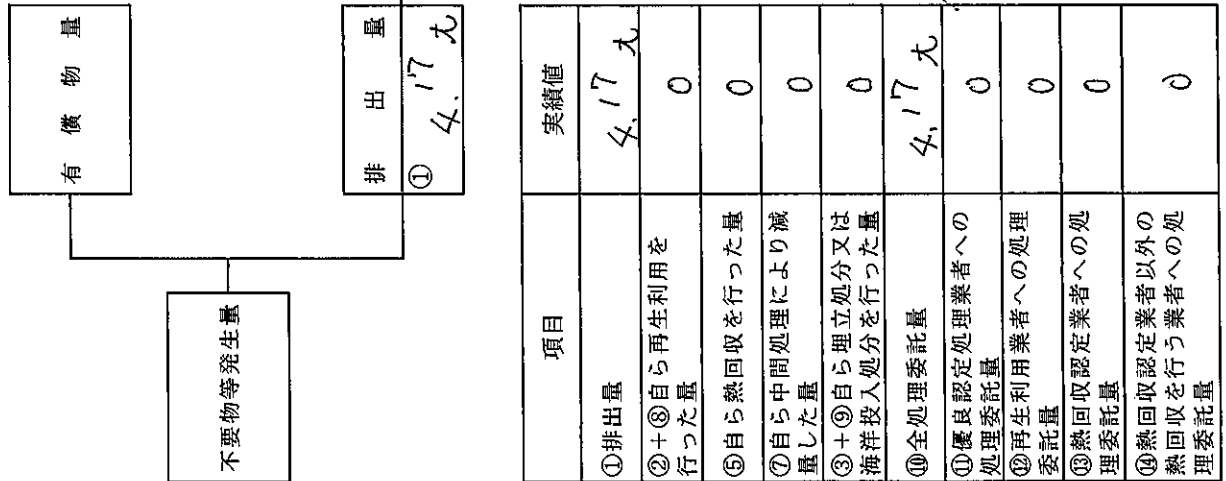 不要物等発生量
有償物量
排出量
① 4.17 t
項目 実績値
①排出量 4.17 t
②+⑧自ら再生利用を
行った量 0
⑤自ら熱回収を行った量 0
⑦自ら中間処理により減
量した量 0
③+⑨自ら埋立処分又は
海洋投入処分を行った量 0
⑩全処理委託量 4.17 t
⑪優良認定処理業者への
処理委託量 0
⑫再生利用業者への処理
委託量 0
⑬熱回収認定業者への処
理委託量 0
⑭熱回収認定業者以外の
熱回収を行う業者への処
理委託量 0